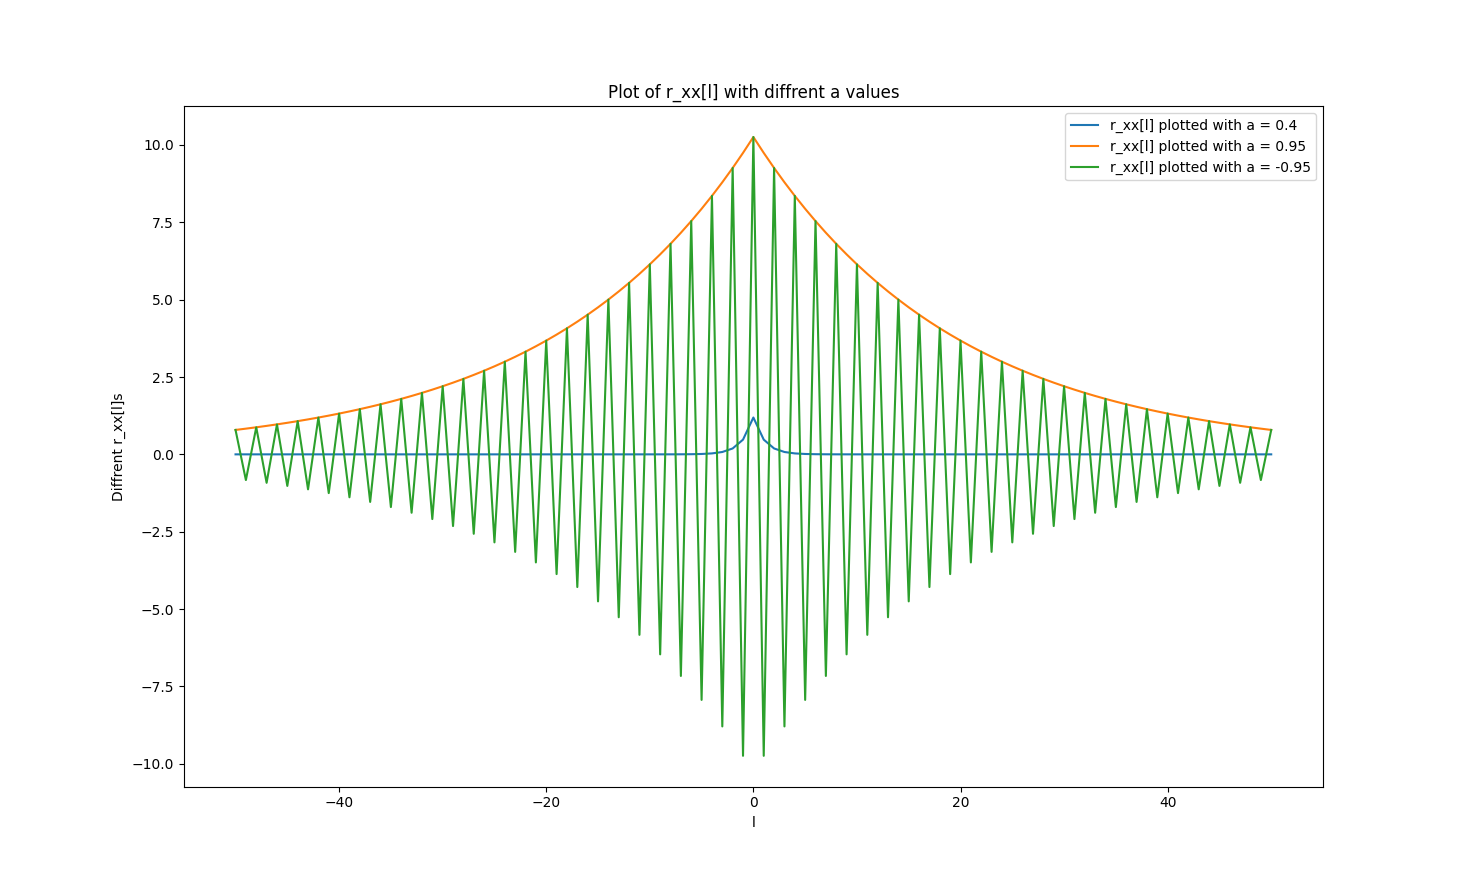 Plot of r_xx[l] with diffrent a values
r_xx[l] plotted with a = 0.4
r_xx[l] plotted with a = 0.95
r_xx[l] plotted with a = -0.95
Diffrent r_xx[l]s
10.0
7.5
5.0
2.5
0.0
−2.5
−5.0
−7.5
−10.0
−40
−20
0
20
40
l